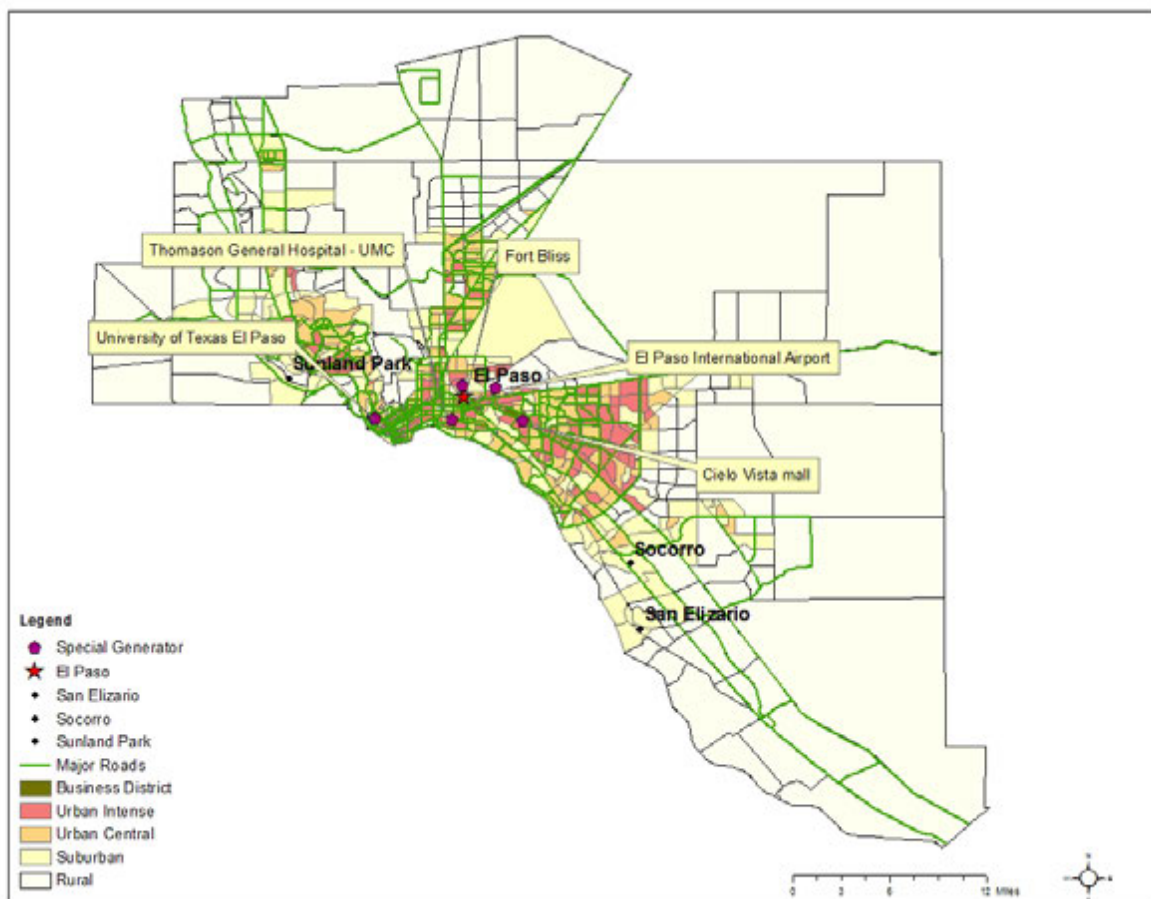 Thomason General Hospital - UMC
Fort Bliss
University of Texas El Paso
Sunland Park
El Paso
El Paso International Airport
Cielo Vista mall
Socorro
San Elizario
Legend
Special Generator
El Paso
San Elizario
Socorro
Sunland Park
Major Roads
Business District
Urban Intense
Urban Central
Suburban
Rural
0 3 6 12 Miles